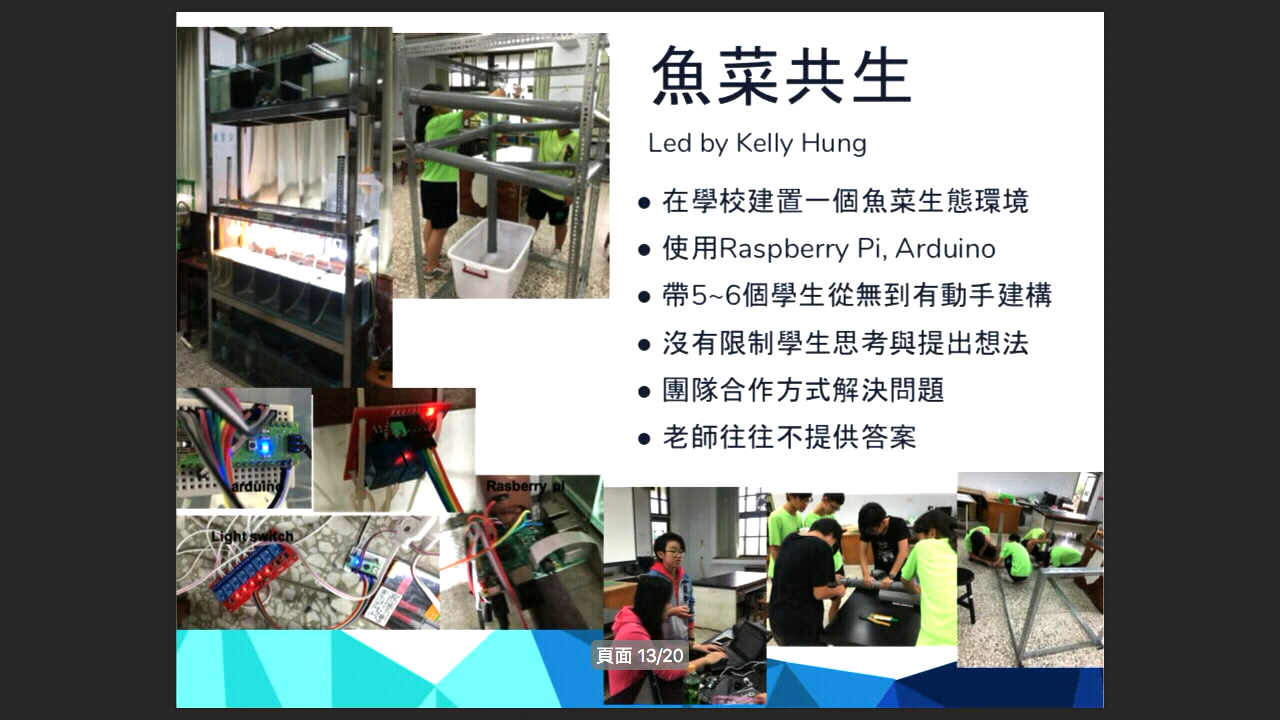 魚菜共生
Led by Kelly Hung
● 在學校建置一個魚菜生態環境
● 使用Raspberry Pi, Arduino
● 帶5~6個學生從無到有動手建構
● 沒有限制學生思考與提出想法
● 團隊合作方式解決問題
● 老師往往不提供答案
arduino
Rasberry pi
Light switch
頁面 13/20